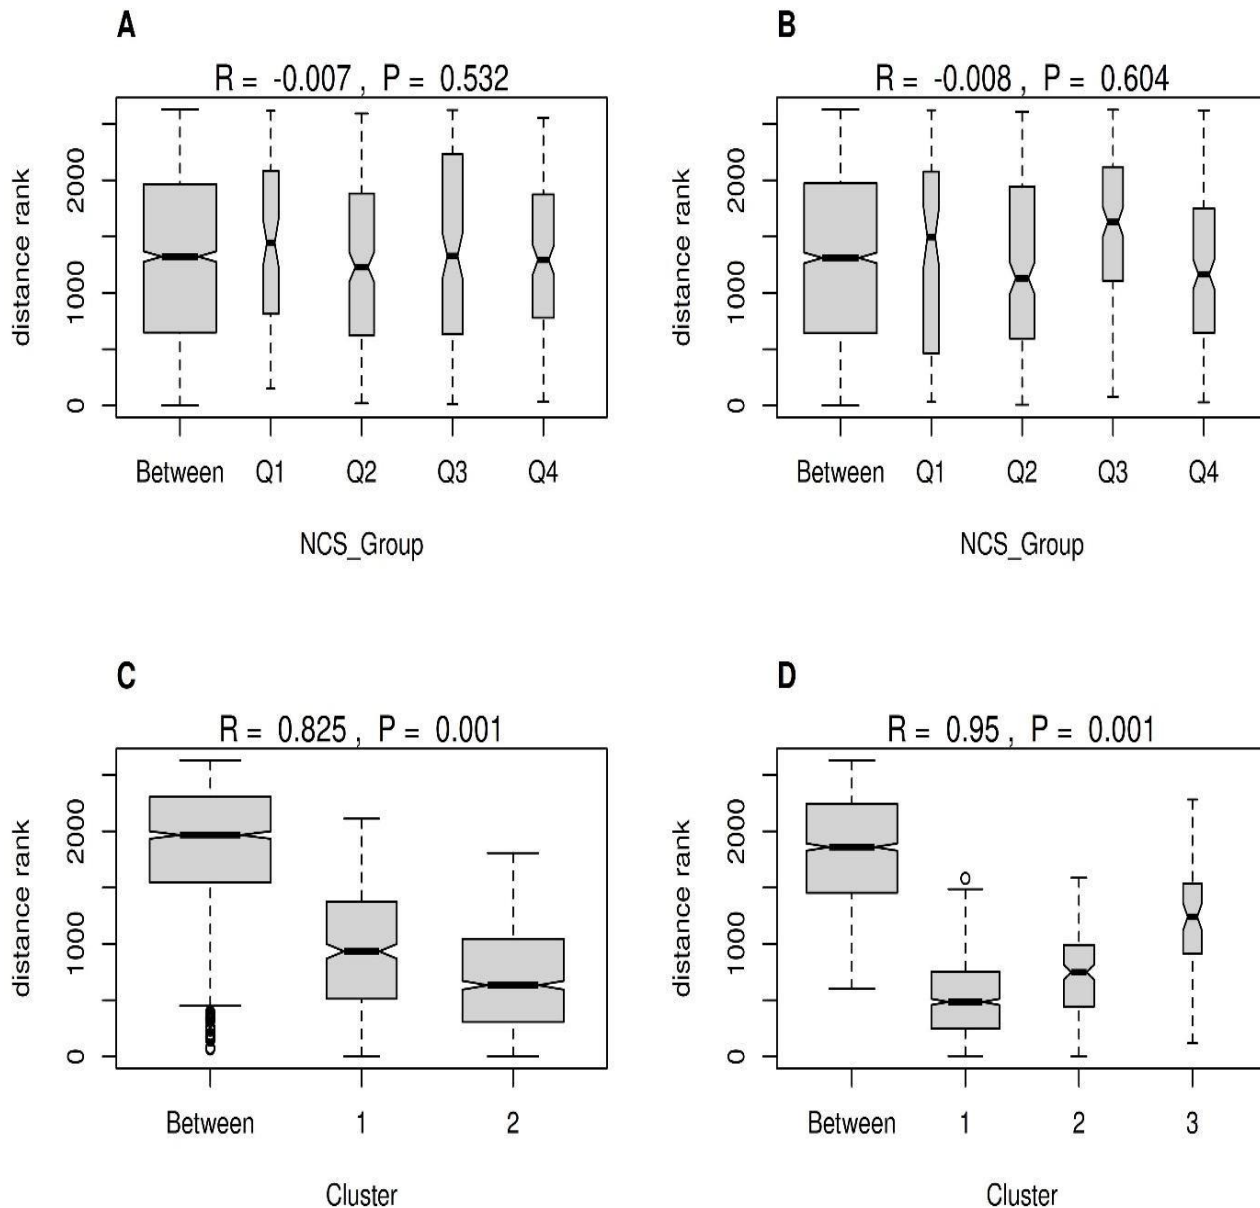 A
R = -0.007 , P = 0.532
distance rank
2000
1000
0
Between Q1 Q2 Q3 Q4
NCS_Group
B
R = -0.008 , P = 0.604
distance rank
2000
1000
0
Between Q1 Q2 Q3 Q4
NCS_Group
C
R = 0.825 , P = 0.001
distance rank
2000
1000
0
Between 1 2
Cluster
D
R = 0.95 , P = 0.001
distance rank
2000
1000
0
Between 1 2 3
Cluster